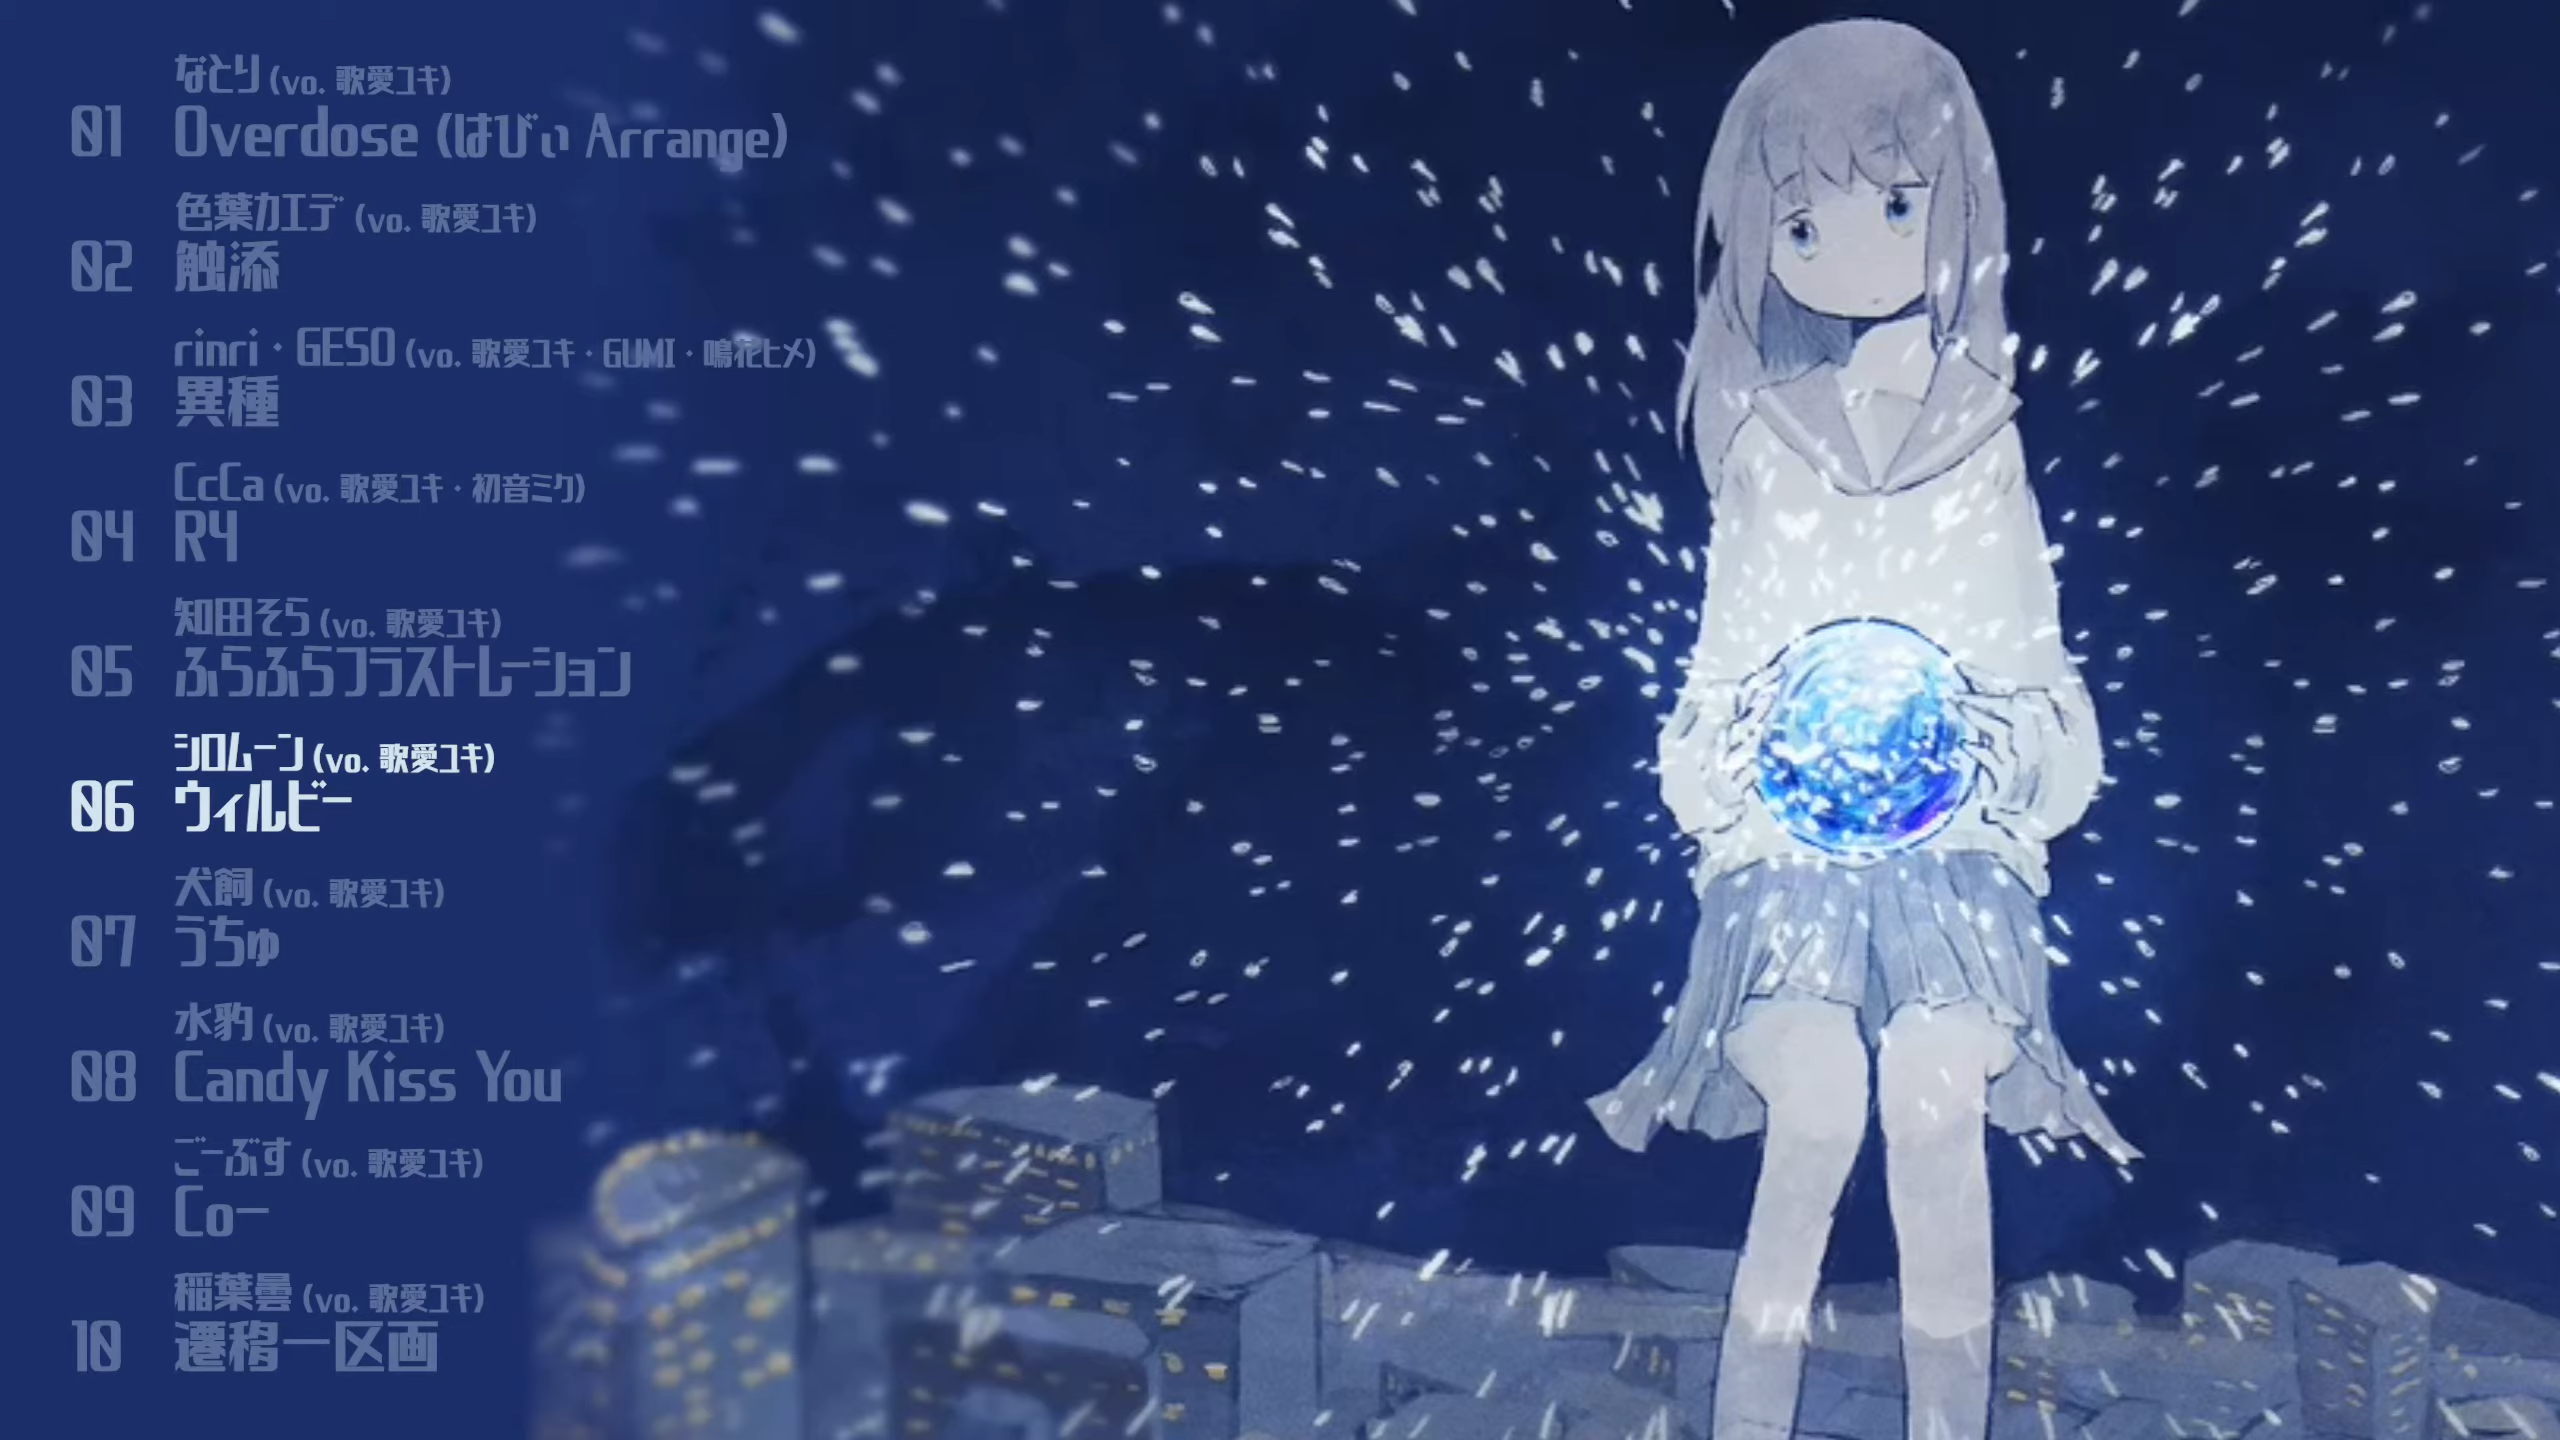 なとり (vo. 歌愛ユキ)
01 Overdose (はびぃ Arrange)
色葉カエデ (vo. 歌愛ユキ)
02 触添
rinri・GESO (vo. 歌愛ユキ・GUMI・鳴花ヒメ)
03 異種
CcCa (vo. 歌愛ユキ・初音ミク)
04 R4
知田そら (vo. 歌愛ユキ)
05 ふらふらフラストレーション
シロムーン (vo. 歌愛ユキ)
06 ウィルビー
犬飼 (vo. 歌愛ユキ)
07 うちゅ
水豹 (vo. 歌愛ユキ)
08 Candy Kiss You
ごーぶす (vo. 歌愛ユキ)
09 Co一
稲葉曇 (vo. 歌愛ユキ)
10 遷移一区画